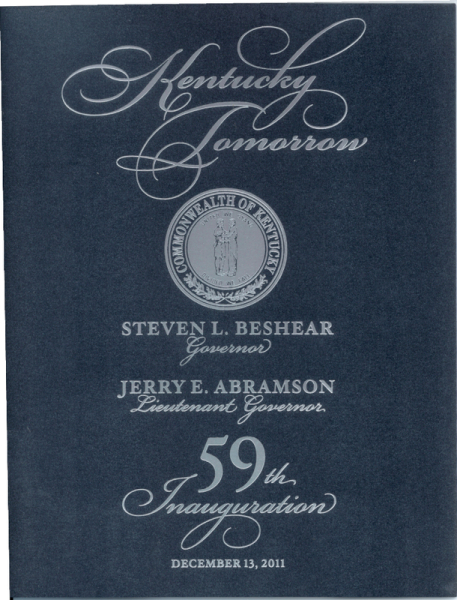 Kentucky
Tomorrow
COMMONWEALTH OF KENTUCKY
STEVEN L. BESHEAR
Governor
JERRY E. ABRAMSON
Lieutenant Governor
59th
Inauguration
DECEMBER 13, 2011